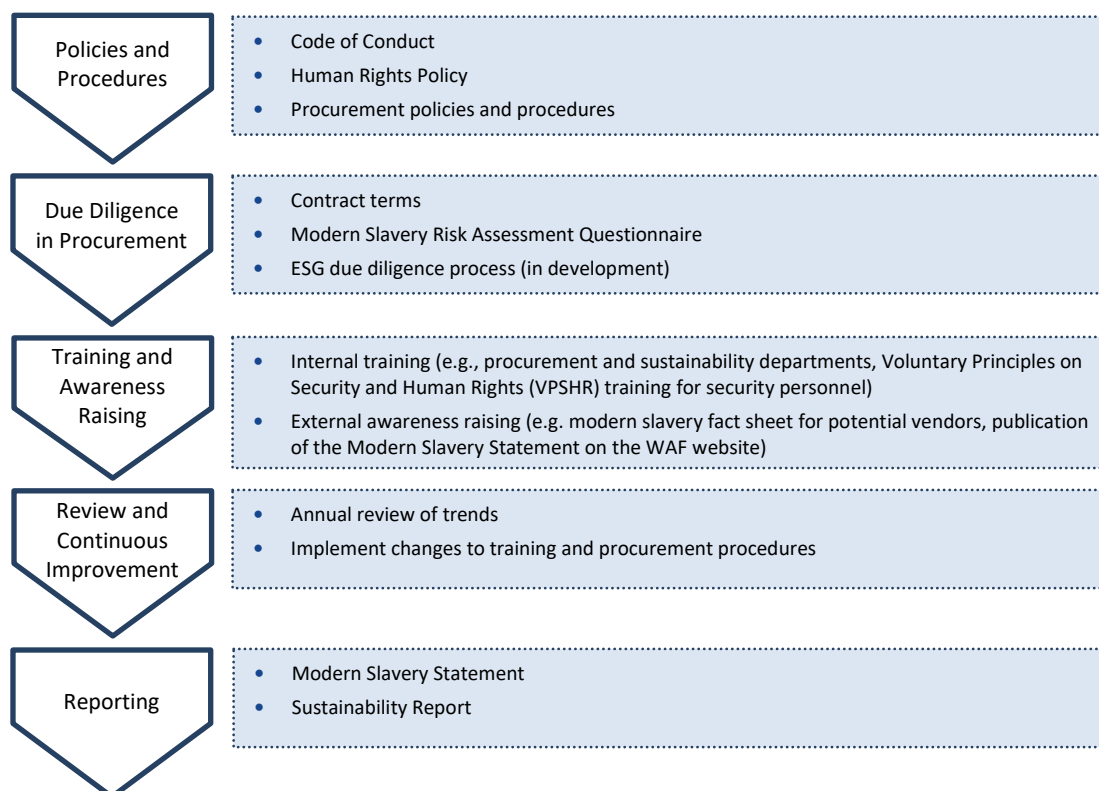 Policies and
Procedures
• Code of Conduct
• Human Rights Policy
• Procurement policies and procedures
Due Diligence
in Procurement
• Contract terms
• Modern Slavery Risk Assessment Questionnaire
• ESG due diligence process (in development)
Training and
Awareness
Raising
• Internal training (e.g., procurement and sustainability departments, Voluntary Principles on
Security and Human Rights (VPSHR) training for security personnel)
• External awareness raising (e.g. modern slavery fact sheet for potential vendors, publication
of the Modern Slavery Statement on the WAF website)
Review and
Continuous
Improvement
• Annual review of trends
• Implement changes to training and procurement procedures
Reporting
• Modern Slavery Statement
• Sustainability Report